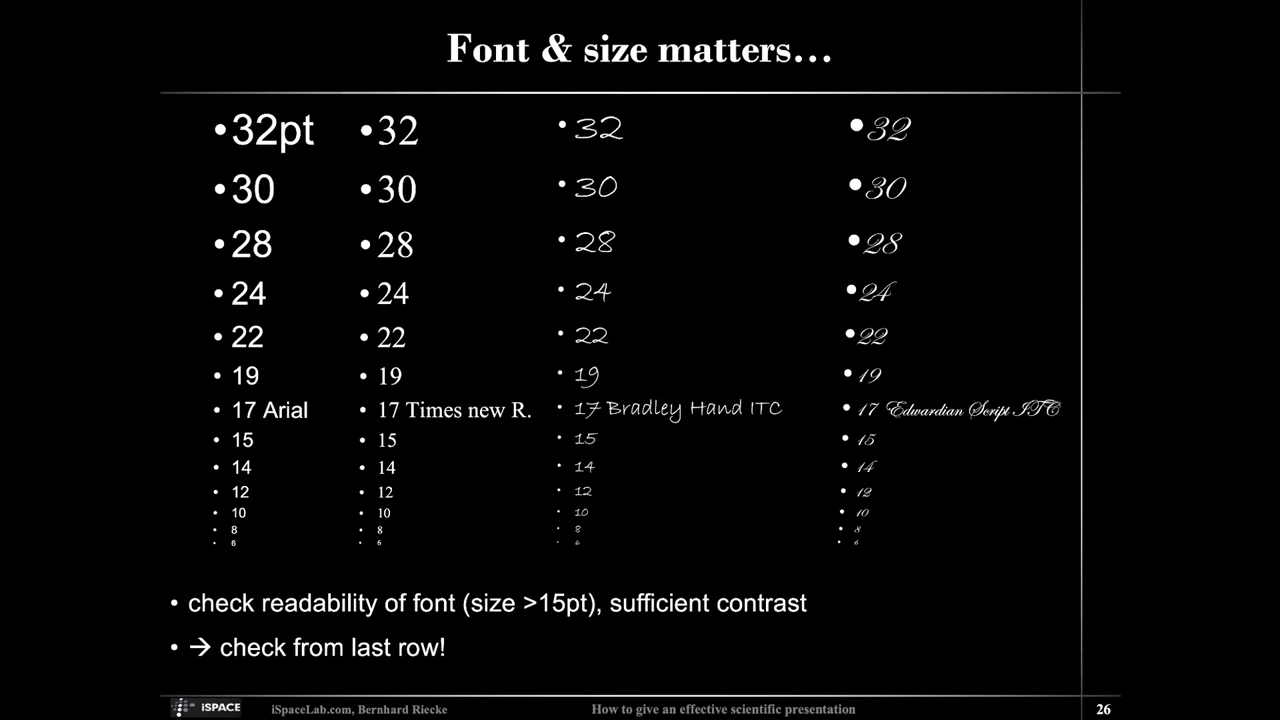 Font & size matters…
•32pt •32 •32 •32
•30 •30 •30 •30
•28 •28 •28 •28
• 24 • 24 • 24 •24
• 22 • 22 • 22 •22
• 19 • 19 • 19 •19
• 17 Arial • 17 Times new R. • 17 Bradley Hand ITC • 17 Edwardian Script ITC
• 15 • 15 • 15 • 15
• 14 • 14 • 14 • 14
• 12 • 12 • 12 • 12
• 10 • 10 • 10 • 10
• 8 • 8 • 8 • 8
• 6 • 6 • 6 • 6
• check readability of font (size >15pt), sufficient contrast
• → check from last row!
iSPACE iSpaceLab.com, Bernhard Riecke How to give an effective scientific presentation 26